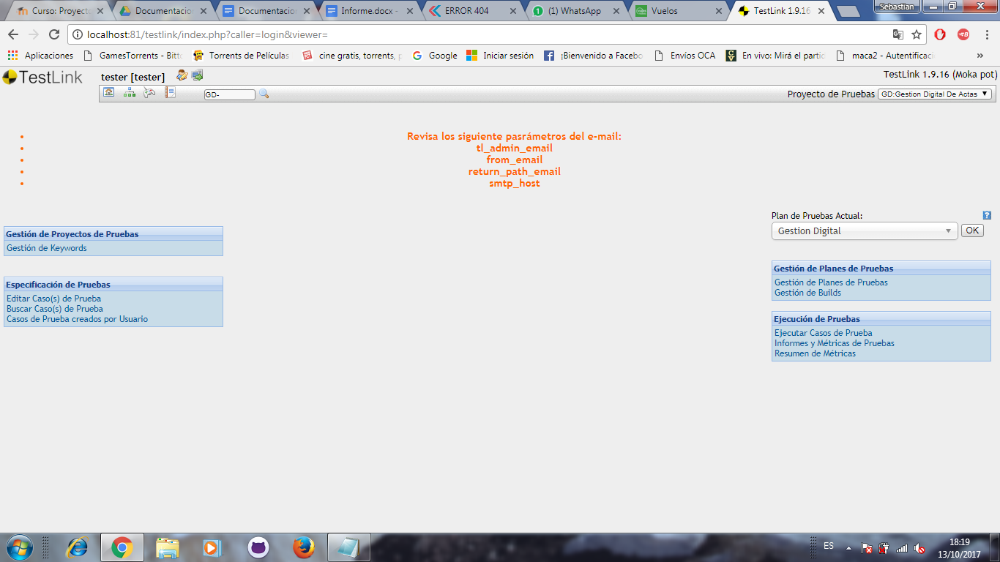 Curso: Proyecto
Documentacio
Documentacion
Informe.docx -
ERROR 404
(1) WhatsApp
Vuelos
TestLink 1.9.16
Sebastian
localhost:81/testlink/index.php?caller=login&viewer=
Aplicaciones
GamesTorrents - Bitto
Torrents de Películas
cine gratis, torrents, p
Google
Iniciar sesión
¡Bienvenido a Facebo
Envíos OCA
En vivo: Mirá el partic
maca2 - Autentificaci
»
TestLink
tester [tester]
TestLink 1.9.16 (Moka pot)
GD-
Proyecto de Pruebas
GD:Gestion Digital De Actas
Revisa los siguiente pasrámetros del e-mail:
tl_admin_email
from_email
return_path_email
smtp_host
Plan de Pruebas Actual:
?
Gestion Digital
OK
Gestión de Proyectos de Pruebas
Gestión de Keywords
Especificación de Pruebas
Editar Caso(s) de Prueba
Buscar Caso(s) de Prueba
Casos de Prueba creados por Usuario
Gestión de Planes de Pruebas
Gestión de Planes de Pruebas
Gestión de Builds
Ejecución de Pruebas
Ejecutar Casos de Prueba
Informes y Métricas de Pruebas
Resumen de Métricas
ES
18:19
13/10/2017